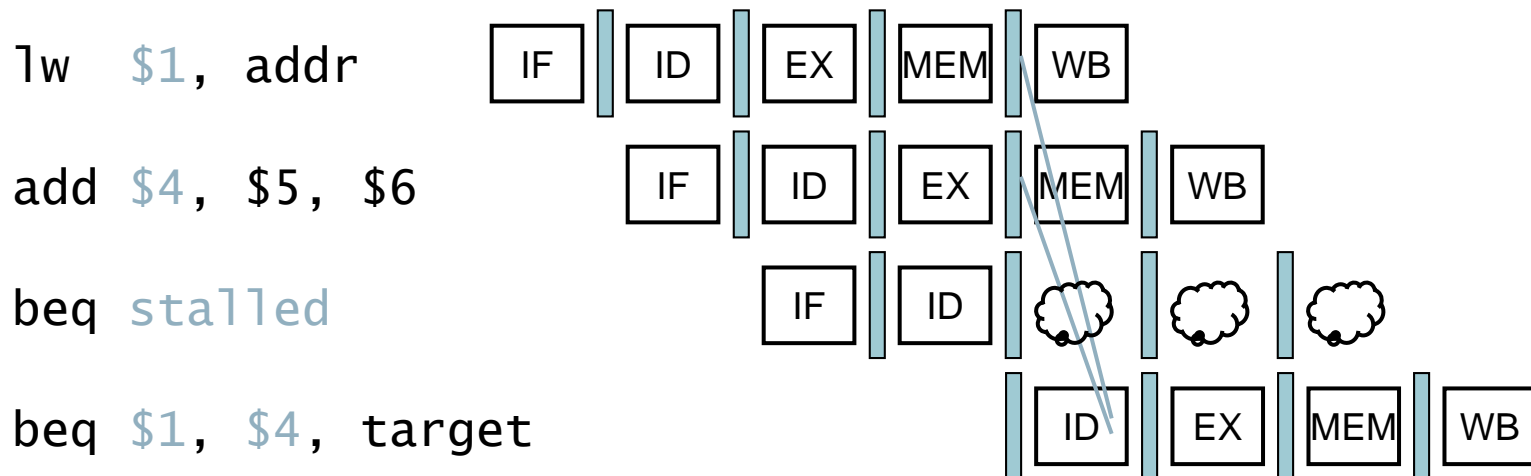 lw $1, addr IF ID EX MEM WB
add $4, $5, $6 IF ID EX MEM WB
beq stalled IF ID
beq $1, $4, target ID EX MEM WB